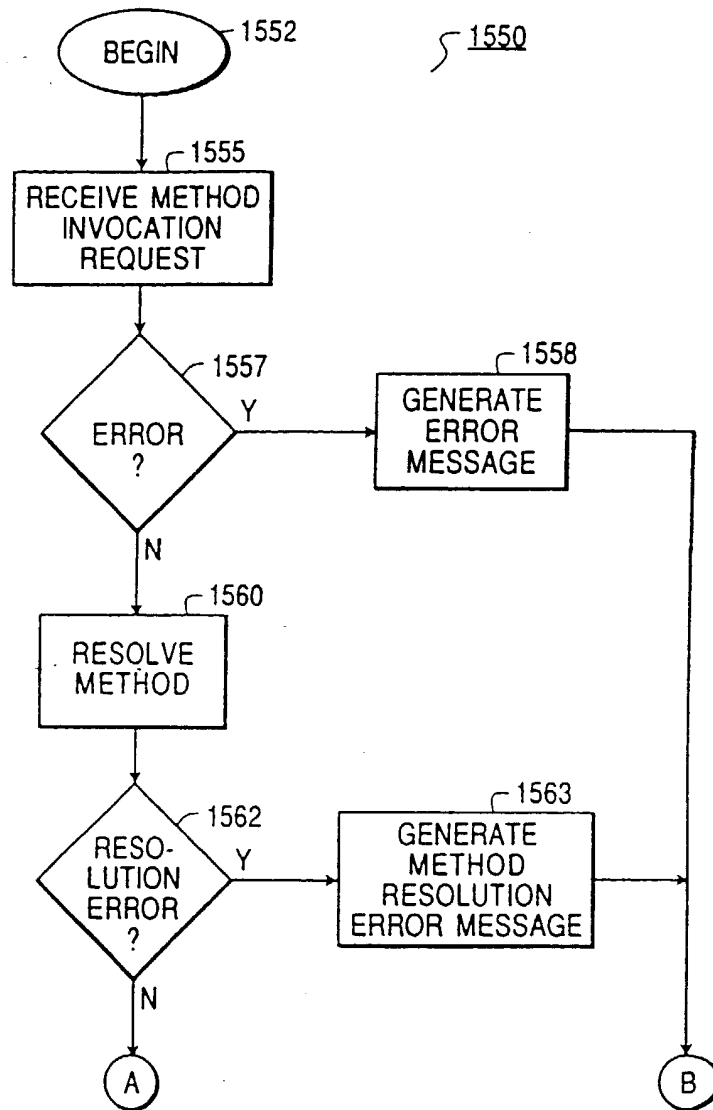 BEGIN
1552
1550
1555
RECEIVE METHOD
INVOCATION
REQUEST
1557
ERROR
?
Y
N
1558
GENERATE
ERROR
MESSAGE
1560
RESOLVE
METHOD
1562
RESO-
LUTION
ERROR
?
Y
N
1563
GENERATE
METHOD
RESOLUTION
ERROR MESSAGE
A
B